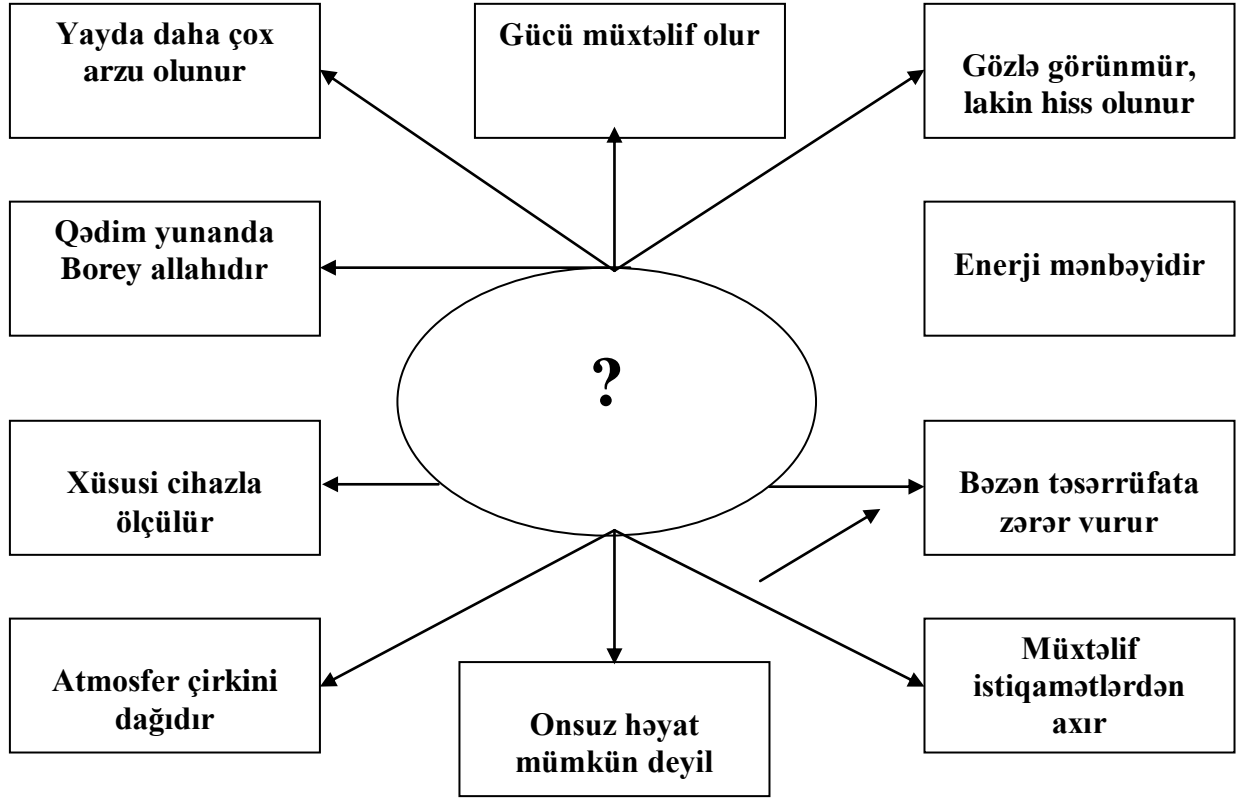 Yayda daha çox
arzu olunur
Gücü müxtəlif olur
Gözlə görünmür,
lakin hiss olunur
Qədim yunanda
Borey allahıdır
Enerji mənbəyidir
?
Xüsusi cihazla
ölçülür
Bəzən təsərrüfata
zərər vurur
Atmosfer çirkini
dağıdır
Onsuz həyat
mümkün deyil
Müxtəlif
istiqamətlərdən
axır